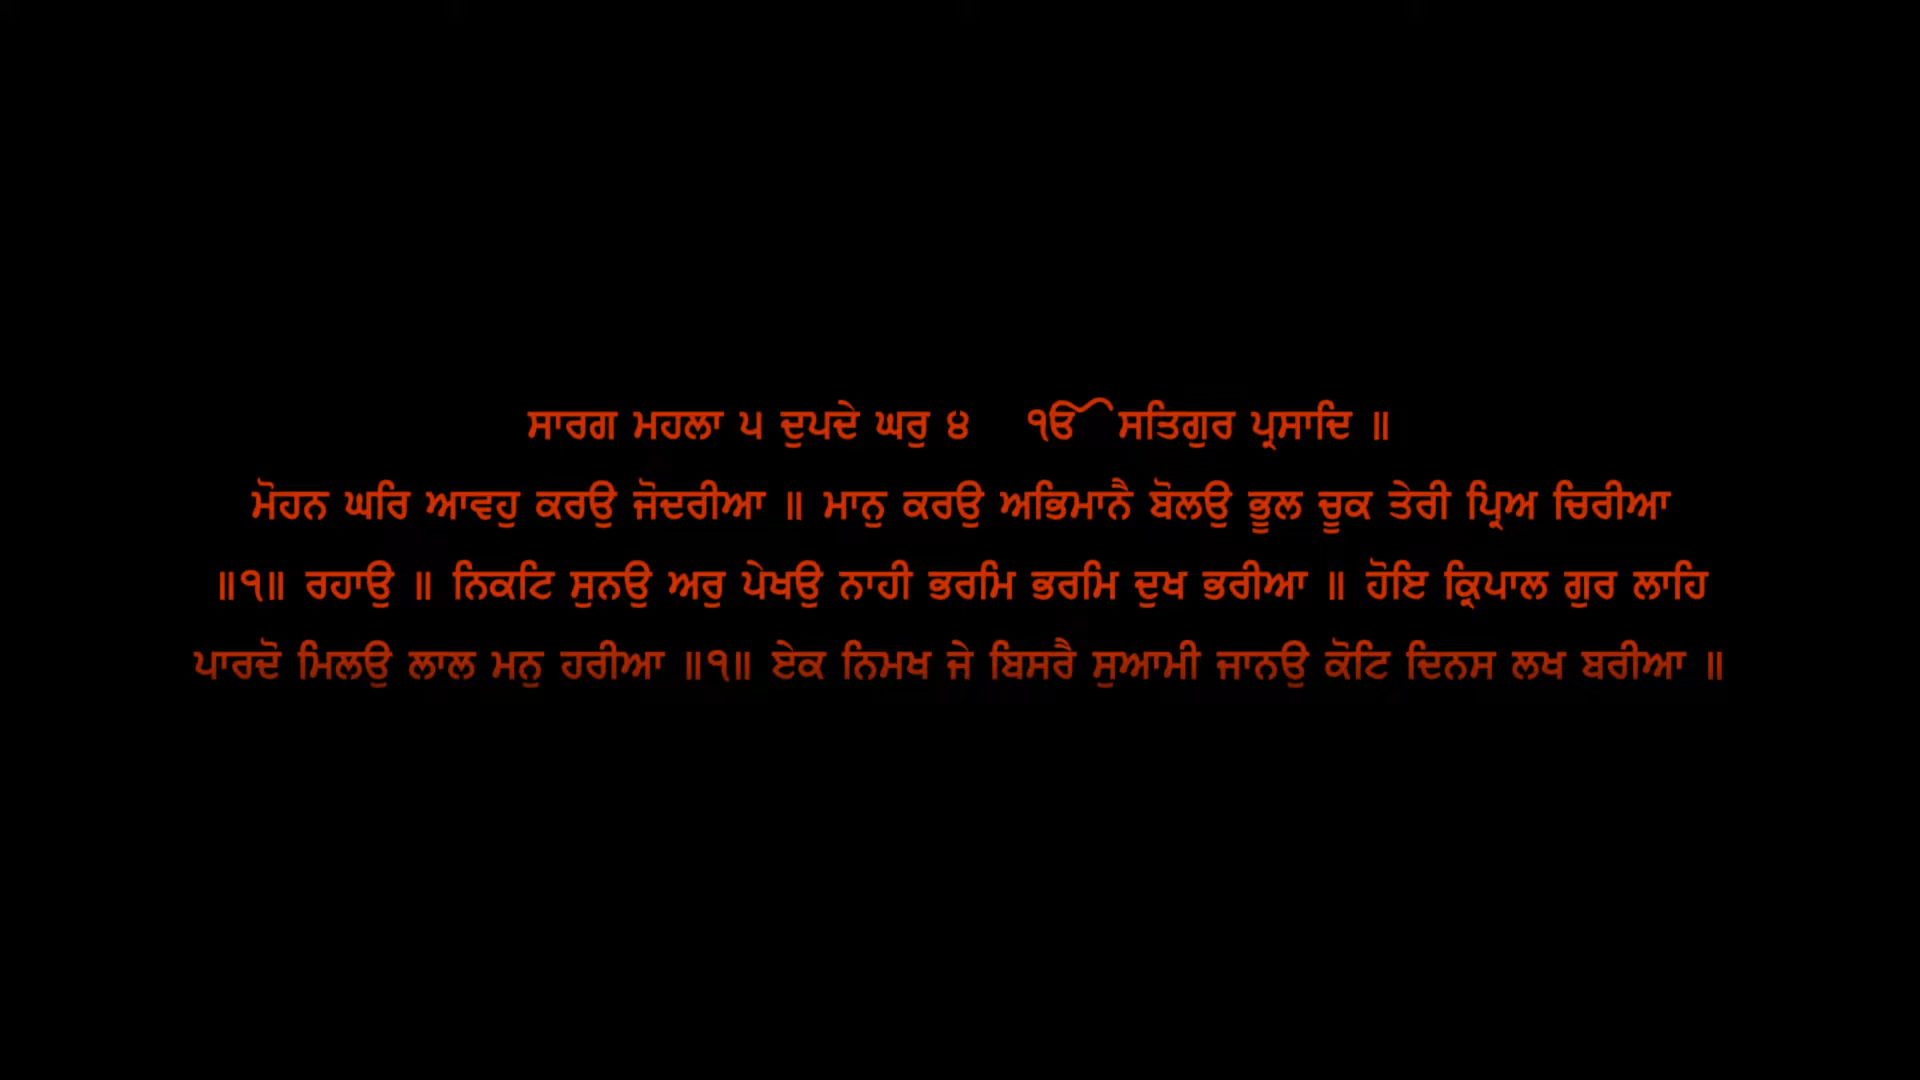 ਸਾਰਗ ਮਹਲਾ ੫ ਦੁਪਦੇ ਘਰੁ ੪ ੴ ਸਤਿਗੁਰ ਪ੍ਰਸਾਦਿ ॥
ਮੋਹਨ ਘਰਿ ਆਵਹੁ ਕਰਉ ਜੋਦਰੀਆ ॥ ਮਾਨੁ ਕਰਉ ਅਭਿਮਾਨੈ ਬੋਲਉ ਭੂਲ ਚੂਕ ਤੇਰੀ ਪ੍ਰਿਅ ਚਿਰੀਆ
॥੧॥ ਰਹਾਉ ॥ ਨਿਕਟਿ ਸੁਨਉ ਅਰੁ ਪੇਖਉ ਨਾਹੀ ਭਰਮਿ ਭਰਮਿ ਦੁਖ ਭਰੀਆ ॥ ਹੋਇ ਕ੍ਰਿਪਾਲ ਗੁਰ ਲਾਹਿ
ਪਾਰਦੋ ਮਿਲਉ ਲਾਲ ਮਨੁ ਹਰੀਆ ॥੧॥ ਏਕ ਨਿਮਖ ਜੇ ਬਿਸਰੈ ਸੁਆਮੀ ਜਾਨਉ ਕੋਟਿ ਦਿਨਸ ਲਖ ਬਰੀਆ ॥